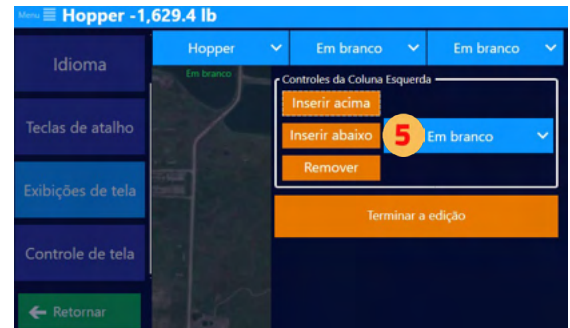 Menu Hopper -1,629.4 lb
Hopper Em branco Em branco
Idioma
Em branco
Controles da Coluna Esquerda
Inserir acima
Teclas de atalho
Inserir abaixo 5 Em branco
Remover
Exibições de tela
Terminar a edição
Controle de tela
Retornar